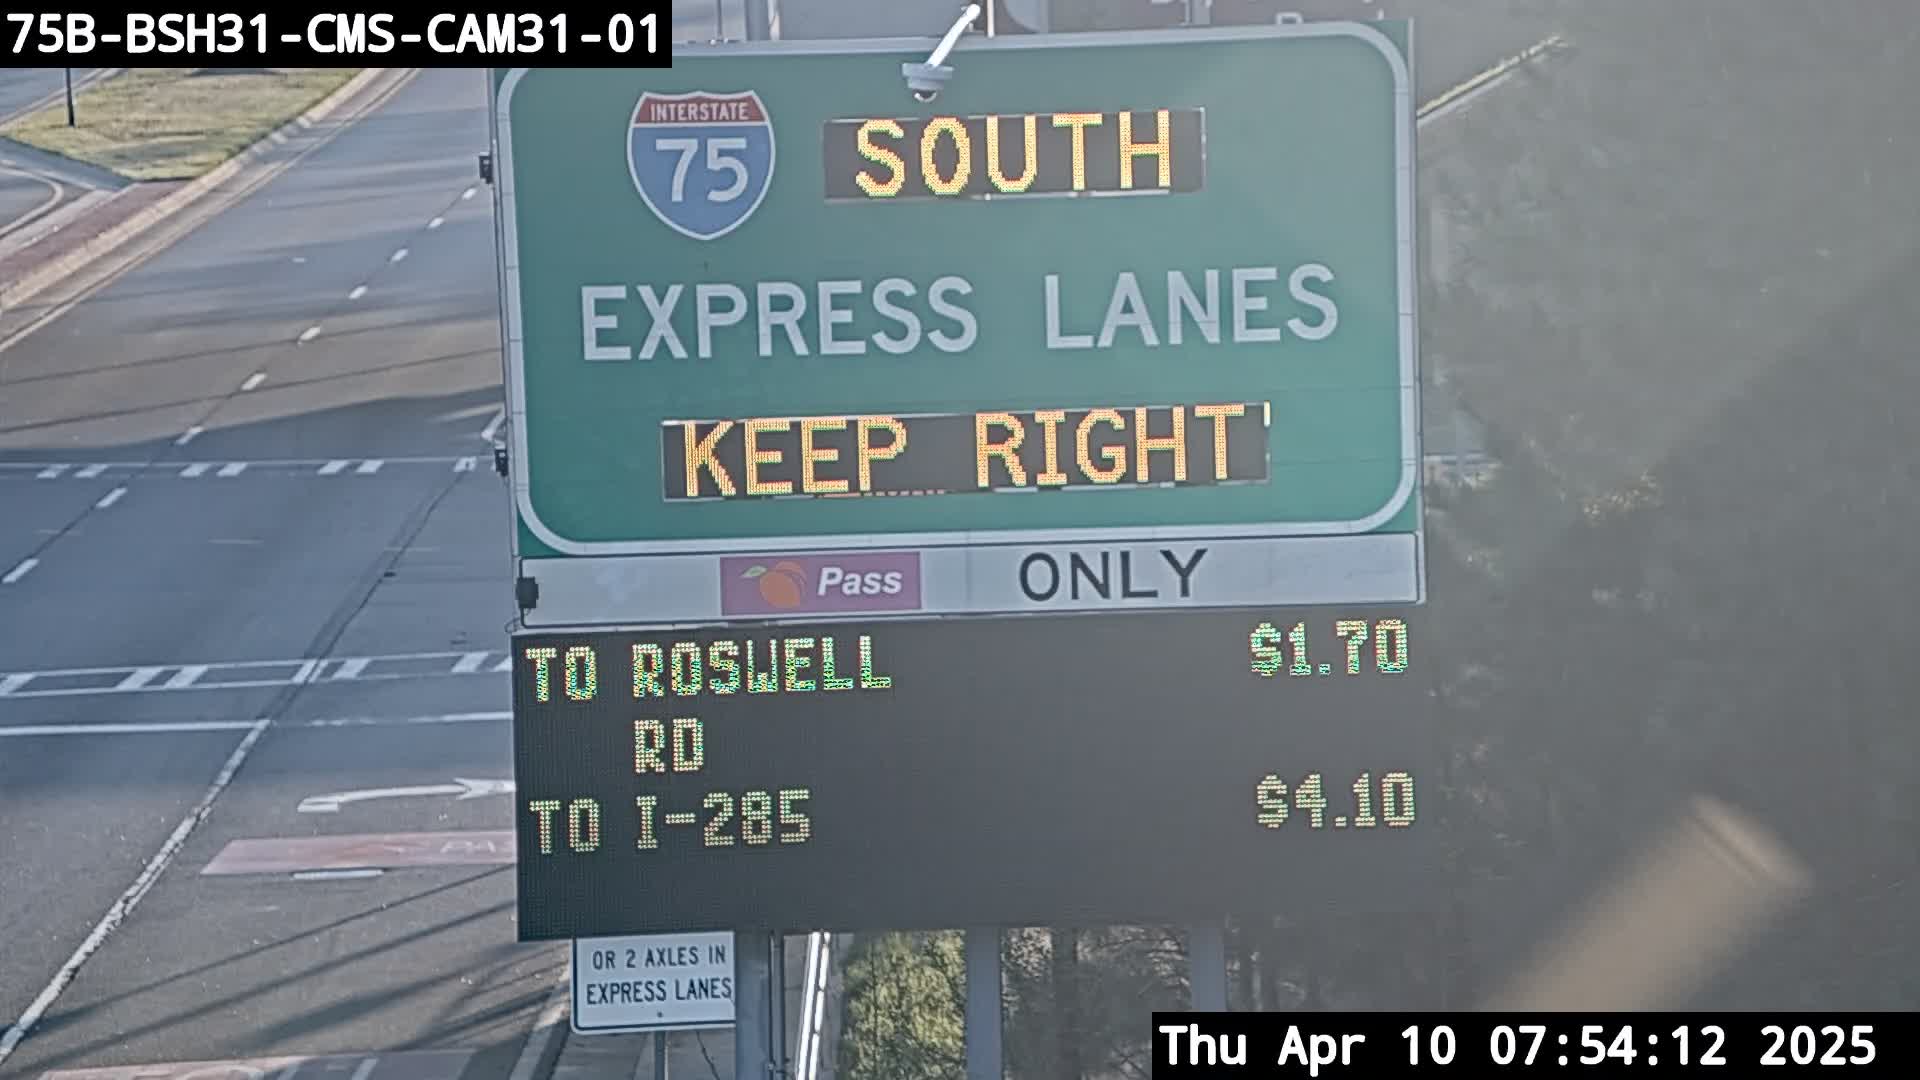 75B-BSH31-CMS-CAM31-01
INTERSTATE
75
SOUTH
EXPRESS LANES
KEEP RIGHT
Pass ONLY
TO ROSWELL $1.70
RD
TO I-285 $4.10
OR 2 AXLES IN
EXPRESS LANES
Thu Apr 10 07:54:12 2025